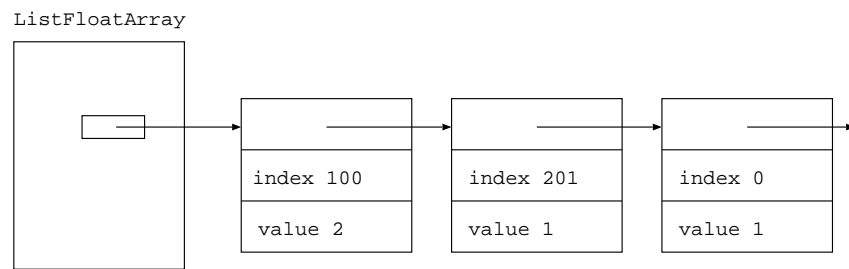 ListFloatArray
index 100
value 2
index 201
value 1
index 0
value 1